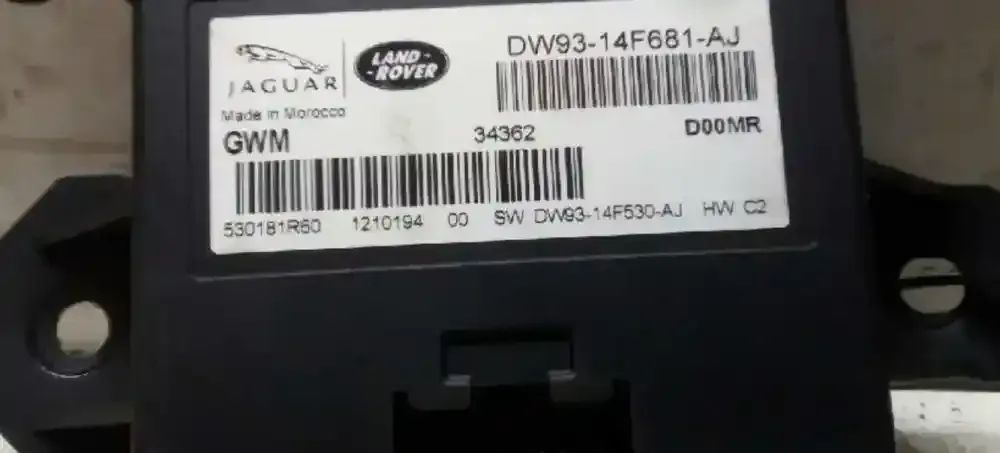 DW93-14F681-AJ
JAGUAR
LAND-
-ROVER
Made in Morocco
GWM 34362 D00MR
530181R60 1210194 00 SW DW93-14F530-AJ HW C2